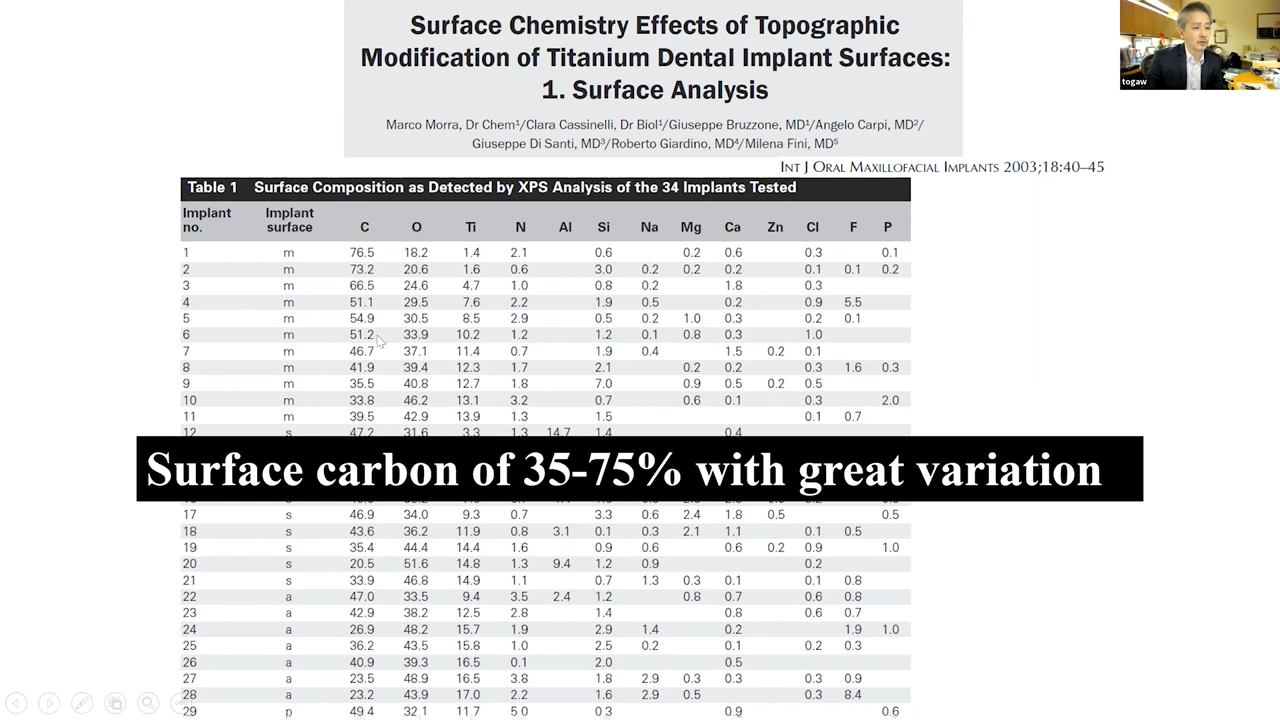 Surface Chemistry Effects of Topographic
Modification of Titanium Dental Implant Surfaces:
1. Surface Analysis
Marco Morra, Dr Chem¹/Clara Cassinelli, Dr Biol¹/Giuseppe Bruzzone, MD¹/Angelo Carpi, MD²/
Giuseppe Di Santi, MD³/Roberto Giardino, MD⁴/Milena Fini, MD⁵
INT J ORAL MAXILLOFACIAL IMPLANTS 2003;18:40–45
togaw
Table 1 Surface Composition as Detected by XPS Analysis of the 34 Implants Tested
Implant Implant
no. surface C O Ti N Al Si Na Mg Ca Zn Cl F P
1 m 76.5 18.2 1.4 2.1 0.6 0.2 0.6 0.3 0.1
2 m 73.2 20.6 1.6 0.6 3.0 0.2 0.2 0.2 0.1 0.1 0.2
3 m 66.5 24.6 4.7 1.0 0.8 0.2 1.8 0.3
4 m 51.1 29.5 7.6 2.2 1.9 0.5 0.2 0.9 5.5
5 m 54.9 30.5 8.5 2.9 0.5 0.2 1.0 0.3 0.2 0.1
6 m 51.2 33.9 10.2 1.2 1.2 0.1 0.8 0.3 1.0
7 m 46.7 37.1 11.4 0.7 1.9 0.4 1.5 0.2 0.1
8 m 41.9 39.4 12.3 1.7 2.1 0.2 0.2 0.3 1.6 0.3
9 m 35.5 40.8 12.7 1.8 7.0 0.9 0.5 0.2 0.5
10 m 33.8 46.2 13.1 3.2 0.7 0.6 0.1 0.3 2.0
11 m 39.5 42.9 13.9 1.3 1.5 0.1 0.7
12 s 47.2 31.6 3.3 1.3 14.7 1.4 0.4
Surface carbon of 35-75% with great variation
17 s 46.9 34.0 9.3 0.7 3.3 0.6 2.4 1.8 0.5 0.5
18 s 43.6 36.2 11.9 0.8 3.1 0.1 0.3 2.1 1.1 0.1 0.5
19 s 35.4 44.4 14.4 1.6 0.9 0.6 0.6 0.2 0.9 1.0
20 s 20.5 51.6 14.8 1.3 9.4 1.2 0.9 0.2
21 s 33.9 46.8 14.9 1.1 0.7 1.3 0.3 0.1 0.1 0.8
22 a 47.0 33.5 9.4 3.5 2.4 1.2 0.8 0.7 0.6 0.8
23 a 42.9 38.2 12.5 2.8 1.4 0.8 0.6 0.7
24 a 26.9 48.2 15.7 1.9 2.9 1.4 0.2 1.9 1.0
25 a 36.2 43.5 15.8 1.0 2.5 0.2 0.1 0.2 0.3
26 a 40.9 39.3 16.5 0.1 2.0 0.5
27 a 23.5 48.9 16.5 3.8 1.8 2.9 0.3 0.3 0.3 0.9
28 a 23.2 43.9 17.0 2.2 1.6 2.9 0.5 0.3 8.4
29 p 49.4 32.1 11.7 5.0 0.3 0.9 0.6